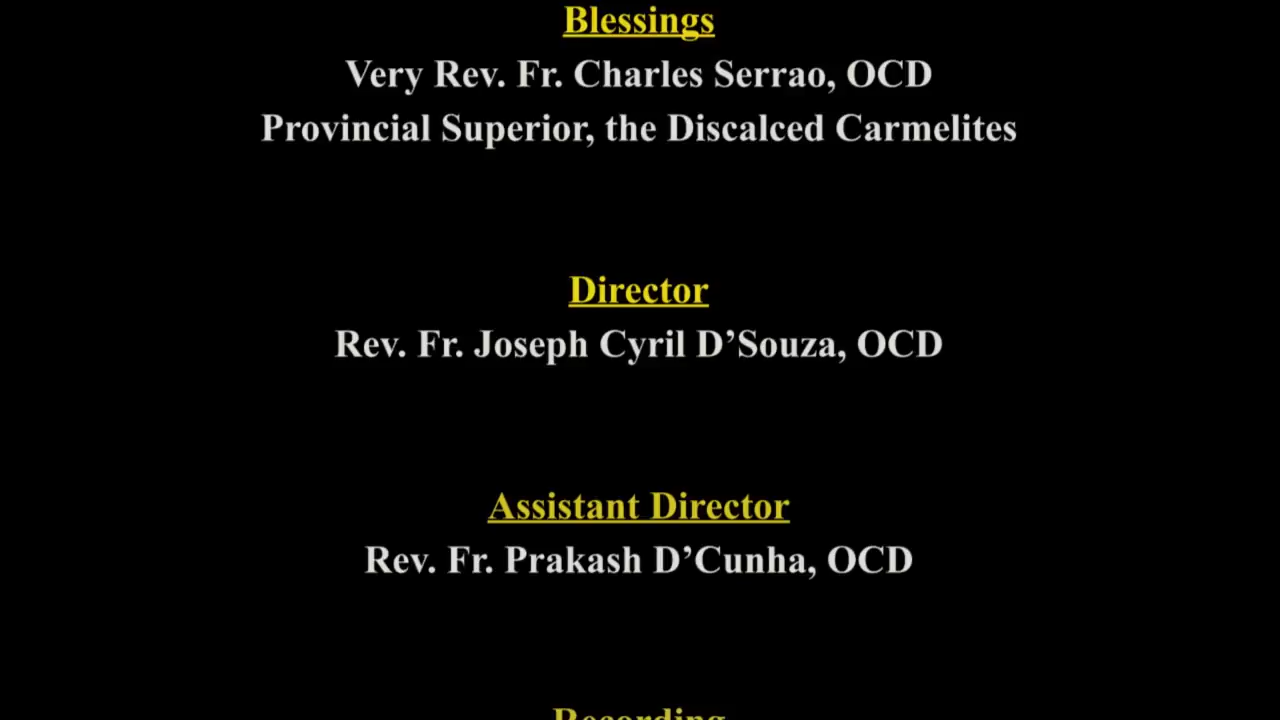 Blessings
Very Rev. Fr. Charles Serrao, OCD
Provincial Superior, the Discalced Carmelites
Director
Rev. Fr. Joseph Cyril D’Souza, OCD
Assistant Director
Rev. Fr. Prakash D’Cunha, OCD
Recording